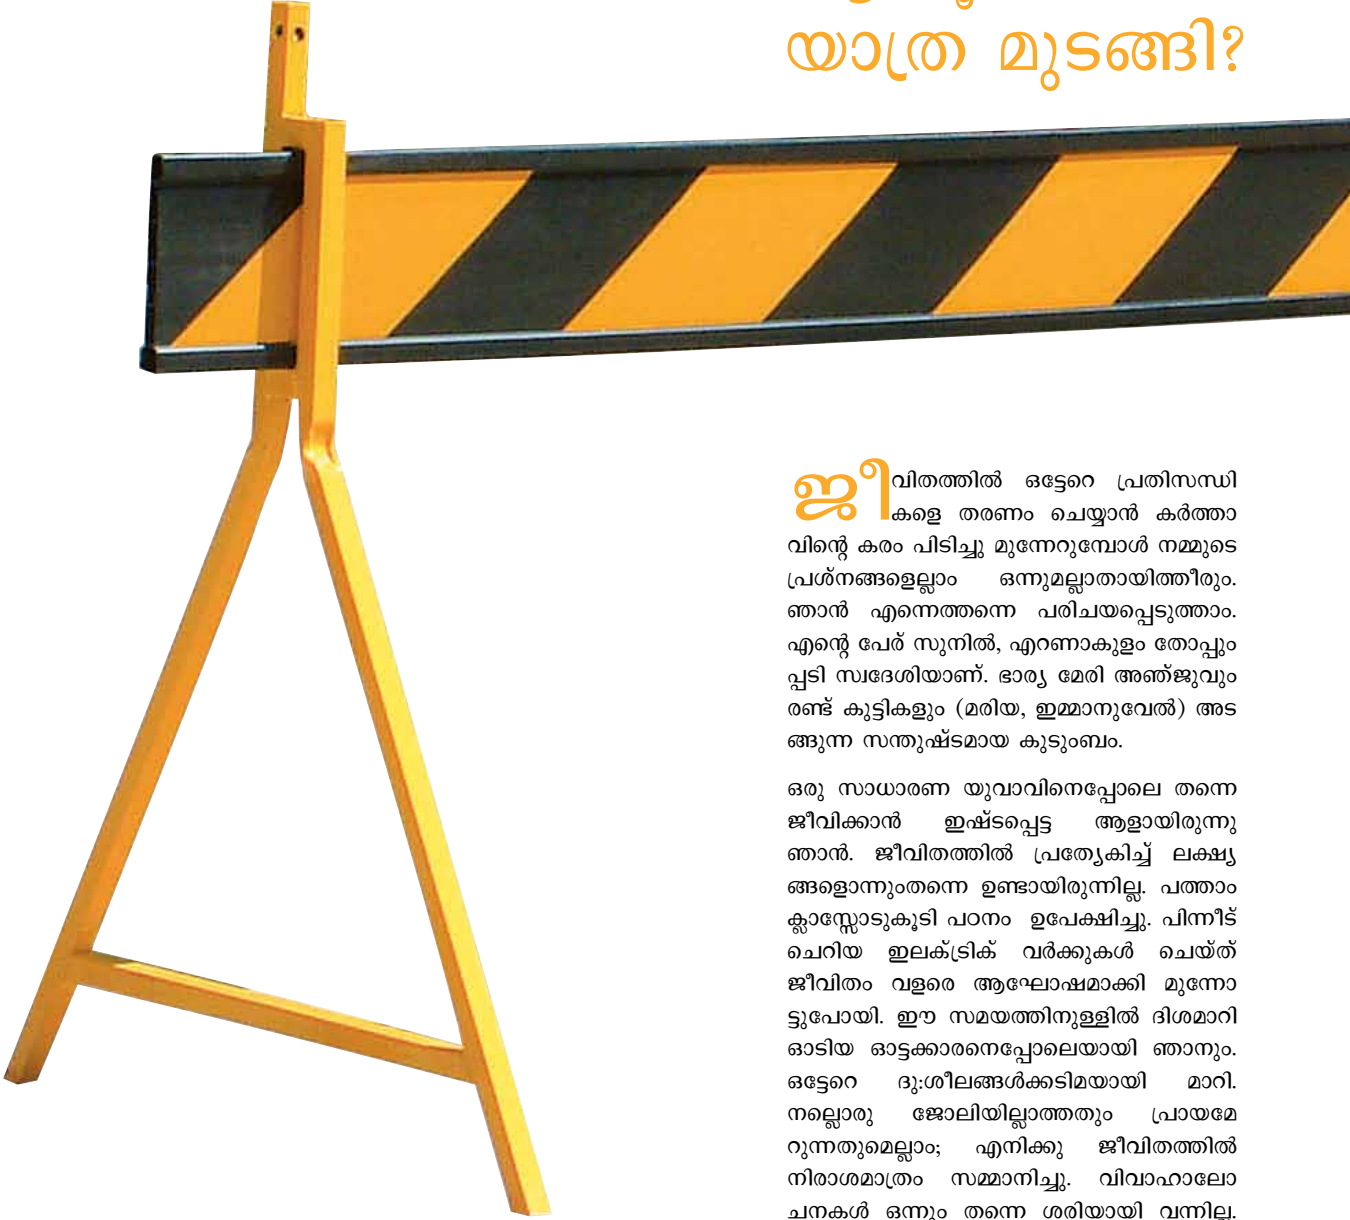 യാത്ര മുടങ്ങി?
ജീവിതത്തിൽ ഒട്ടേറെ പ്രതിസന്ധി
കളെ തരണം ചെയ്യാൻ കർത്താ
വിന്റെ കരം പിടിച്ചു മുന്നേറുമ്പോൾ നമ്മുടെ
പ്രശ്നങ്ങളെല്ലാം ഒന്നുമല്ലാതായിത്തീരും.
ഞാൻ എന്നെത്തന്നെ പരിചയപ്പെടുത്താം.
എന്റെ പേര് സുനിൽ, എറണാകുളം തോപ്പും
പ്പടി സ്വദേശിയാണ്. ഭാര്യ മേരി അഞ്ജുവും
രണ്ട് കുട്ടികളും (മരിയ, ഇമ്മാനുവേൽ) അട
ങ്ങുന്ന സന്തുഷ്ടമായ കുടുംബം.
ഒരു സാധാരണ യുവാവിനെപ്പോലെ തന്നെ
ജീവിക്കാൻ ഇഷ്ടപ്പെട്ട ആളായിരുന്നു
ഞാൻ. ജീവിതത്തിൽ പ്രത്യേകിച്ച് ലക്ഷ്യ
ങ്ങളൊന്നുംതന്നെ ഉണ്ടായിരുന്നില്ല. പത്താം
ക്ലാസ്സോടുകൂടി പഠനം ഉപേക്ഷിച്ചു. പിന്നീട്
ചെറിയ ഇലക്ട്രിക് വർക്കുകൾ ചെയ്ത്
ജീവിതം വളരെ ആഘോഷമാക്കി മുന്നോ
ട്ടുപോയി. ഈ സമയത്തിനുള്ളിൽ ദിശമാറി
ഓടിയ ഓട്ടക്കാരനെപ്പോലെയായി ഞാനും.
ഒട്ടേറെ ദു:ശീലങ്ങൾക്കടിമയായി മാറി.
നല്ലൊരു ജോലിയില്ലാത്തതും പ്രായമേ
റുന്നതുമെല്ലാം; എനിക്കു ജീവിതത്തിൽ
നിരാശമാത്രം സമ്മാനിച്ചു. വിവാഹാലോ
ചനകൾ ഒന്നും തന്നെ ശരിയായി വന്നില്ല.